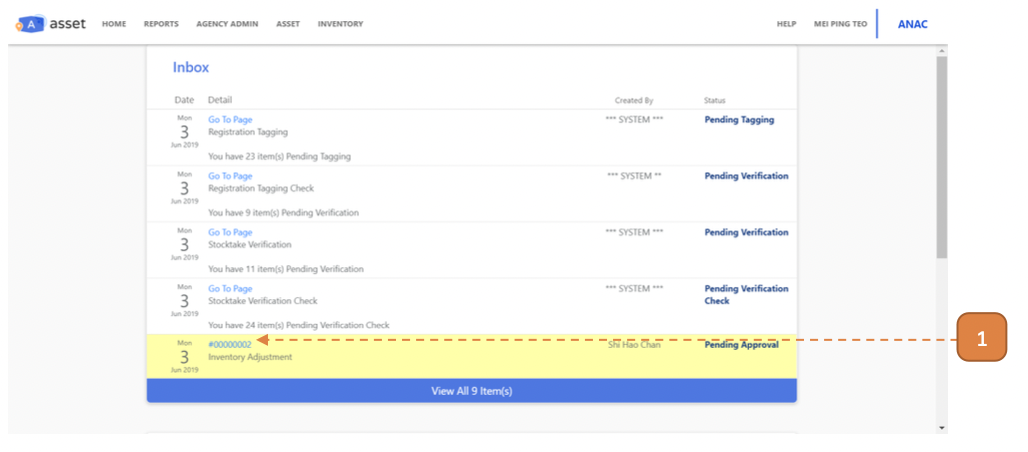 A asset HOME REPORTS AGENCY ADMIN ASSET INVENTORY HELP MEI PING TEO ANAC
Inbox
Date Detail Created By Status
Mon 3 Jun 2019
Go To Page *** SYSTEM *** Pending Tagging
Registration Tagging
You have 23 item(s) Pending Tagging
Mon 3 Jun 2019
Go To Page *** SYSTEM ** Pending Verification
Registration Tagging Check
You have 9 item(s) Pending Verification
Mon 3 Jun 2019
Go To Page *** SYSTEM *** Pending Verification
Stocktake Verification
You have 11 item(s) Pending Verification
Mon 3 Jun 2019
Go To Page *** SYSTEM *** Pending Verification Check
Stocktake Verification Check
You have 24 item(s) Pending Verification Check
Mon 3 Jun 2019
#00000002 Shi Hao Chan Pending Approval
Inventory Adjustment
1
View All 9 Item(s)